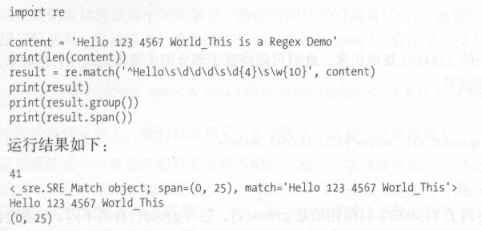 import re
content = 'Hello 123 4567 World_This is a Regex Demo'
print(len(content))
result = re.match('^Hello\s\d\d\d\s\d{4}\s\w{10}', content)
print(result)
print(result.group())
print(result.span())
运行结果如下：
41
<_sre.SRE_Match object; span=(0, 25), match='Hello 123 4567 World_This'>
Hello 123 4567 World_This
(0, 25)